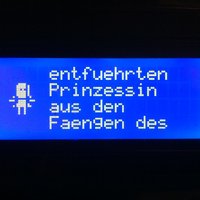 entfuehrten
Prinzessin
aus den
Faengen des